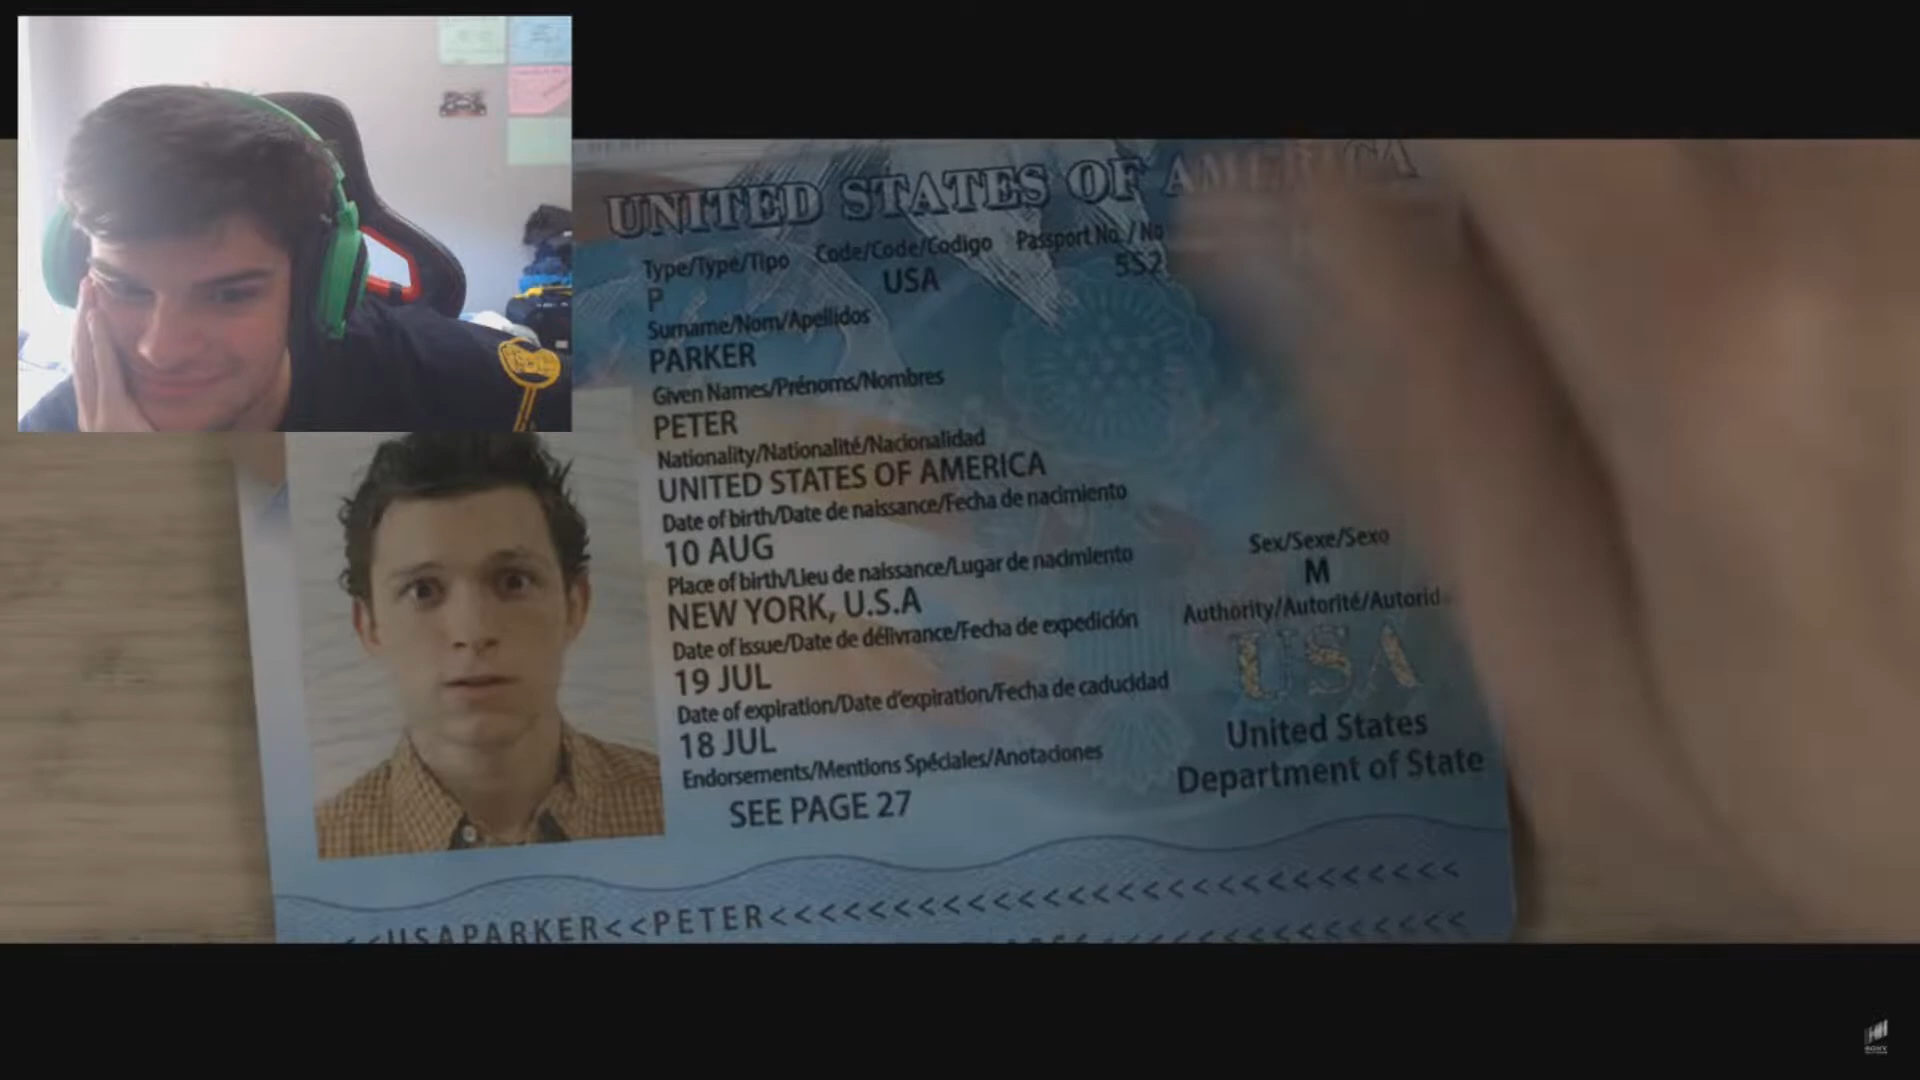 UNITED STATES OF AMERICA
Type/Type/Tipo Code/Code/Codigo Passport No. / No
P USA 552
Surname/Nom/Apellidos
PARKER
Given Names/Prénoms/Nombres
PETER
Nationality/Nationalité/Nacionalidad
UNITED STATES OF AMERICA
Date of birth/Date de naissance/Fecha de nacimiento
10 AUG
Sex/Sexe/Sexo
Place of birth/Lieu de naissance/Lugar de nacimiento
M
NEW YORK, U.S.A
Authority/Autorité/Autorid
Date of issue/Date de délivrance/Fecha de expedición
USA
19 JUL
Date of expiration/Date d'expiration/Fecha de caducidad
18 JUL
United States
Endorsements/Mentions Spéciales/Anotaciones
Department of State
SEE PAGE 27
<<USAPARKER<<PETER<<<<<<<<<<<<<<<<<<<<<<<<
SONY